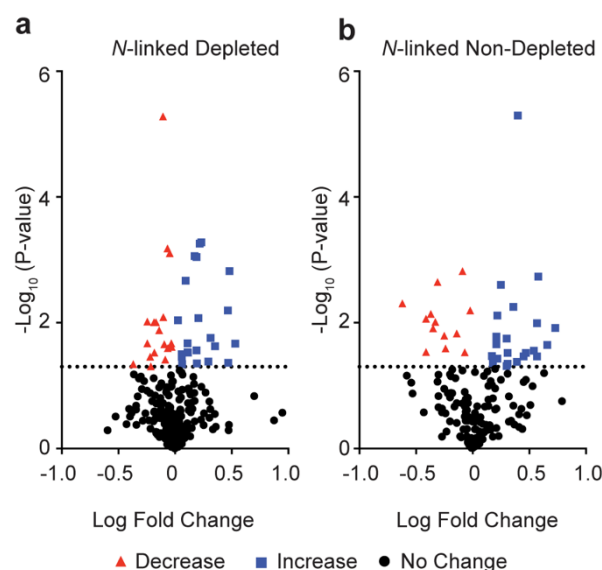 a
N-linked Depleted
6
4
2
0
-Log10 (P-value)
-1.0 -0.5 0 0.5 1.0
Log Fold Change
b
N-linked Non-Depleted
6
4
2
0
-Log10 (P-value)
-1.0 -0.5 0 0.5 1.0
Log Fold Change
Decrease Increase No Change